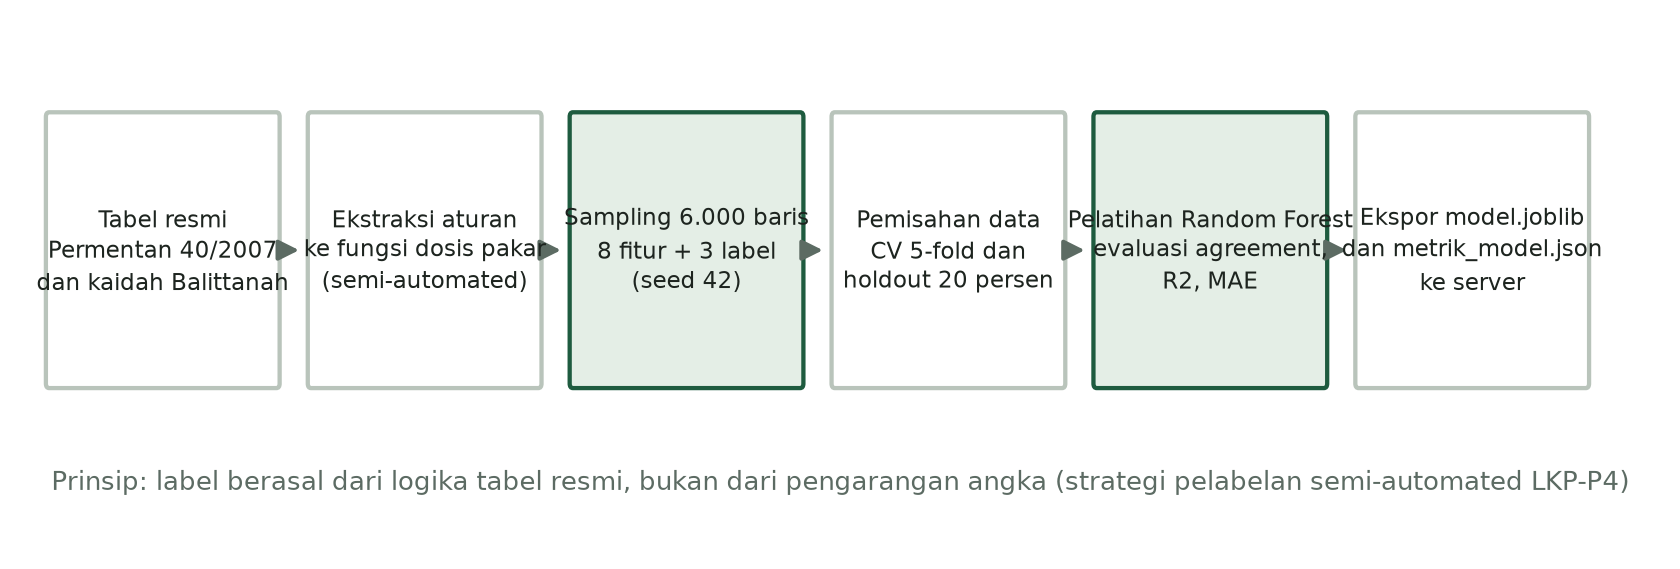 Tabel resmi
Permentan 40/2007
dan kaidah Balittanah
Ekstraksi aturan
ke fungsi dosis pakar
(semi-automated)
Sampling 6.000 baris
8 fitur + 3 label
(seed 42)
Pemisahan data
CV 5-fold dan
holdout 20 persen
Pelatihan Random Forest
evaluasi agreement,
R2, MAE
Ekspor model.joblib
dan metrik_model.json
ke server
Prinsip: label berasal dari logika tabel resmi, bukan dari pengarangan angka (strategi pelabelan semi-automated LKP-P4)